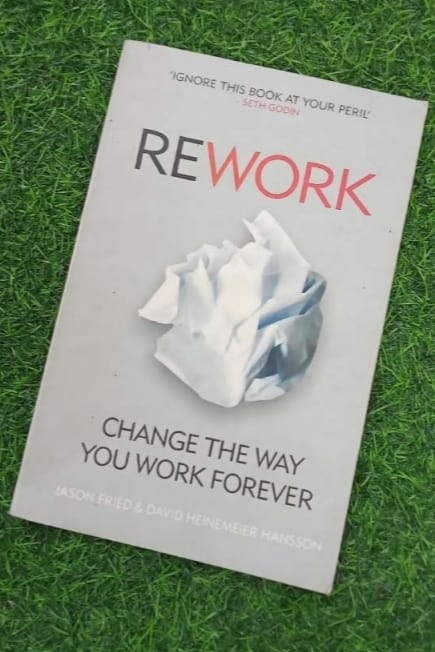 'IGNORE THIS BOOK AT YOUR PERIL'
- SETH GODIN
REWORK
CHANGE THE WAY
YOU WORK FOREVER
JASON FRIED & DAVID HEINEMEIER HANSSON